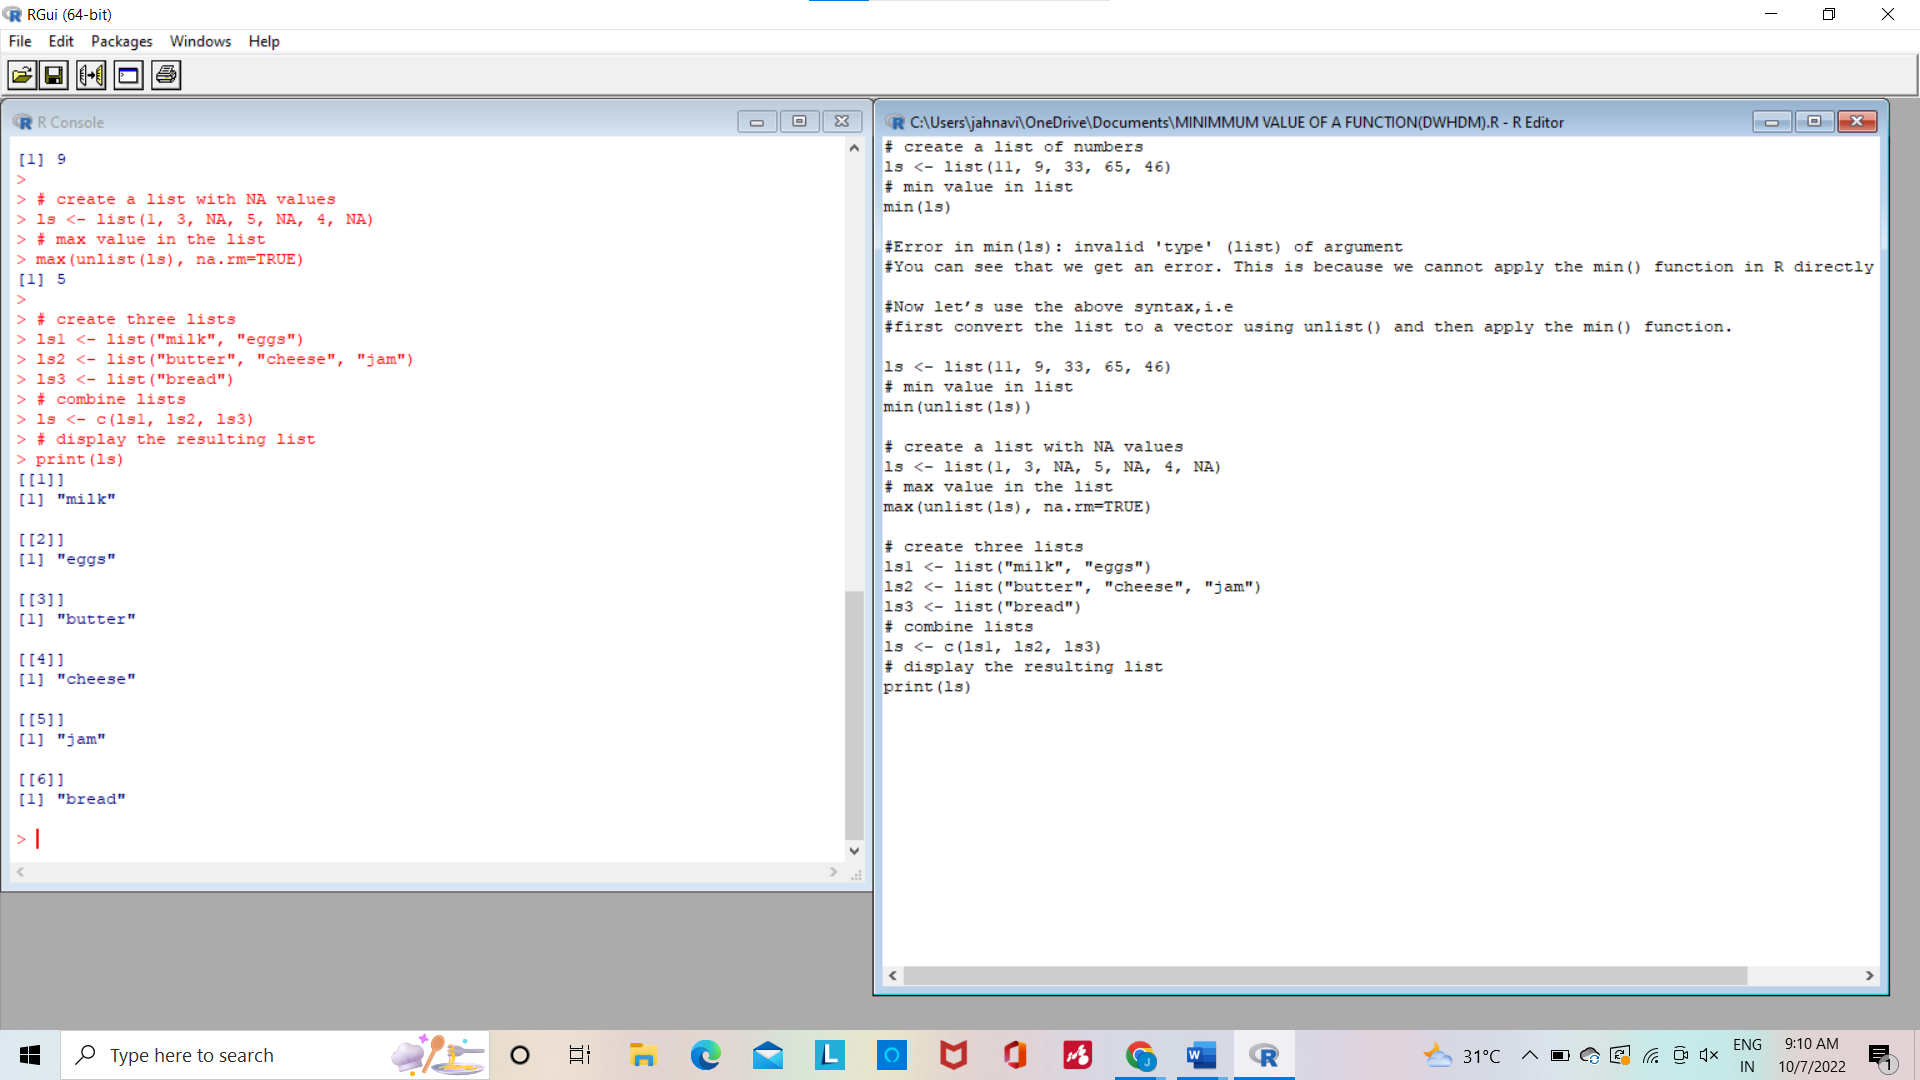 RGui (64-bit)
File Edit Packages Windows Help
R Console
[1] 9
>
> # create a list with NA values
> ls <- list(1, 3, NA, 5, NA, 4, NA)
> # max value in the list
> max(unlist(ls), na.rm=TRUE)
[1] 5
>
> # create three lists
> ls1 <- list("milk", "eggs")
> ls2 <- list("butter", "cheese", "jam")
> ls3 <- list("bread")
> # combine lists
> ls <- c(ls1, ls2, ls3)
> # display the resulting list
> print(ls)
[[1]]
[1] "milk"
[[2]]
[1] "eggs"
[[3]]
[1] "butter"
[[4]]
[1] "cheese"
[[5]]
[1] "jam"
[[6]]
[1] "bread"
>
C:\Users\jahnavi\OneDrive\Documents\MINIMMUM VALUE OF A FUNCTION(DWHDM).R - R Editor
# create a list of numbers
ls <- list(11, 9, 33, 65, 46)
# min value in list
min(ls)
#Error in min(ls): invalid 'type' (list) of argument
#You can see that we get an error. This is because we cannot apply the min() function in R directly
#Now let’s use the above syntax,i.e
#first convert the list to a vector using unlist() and then apply the min() function.
ls <- list(11, 9, 33, 65, 46)
# min value in list
min(unlist(ls))
# create a list with NA values
ls <- list(1, 3, NA, 5, NA, 4, NA)
# max value in the list
max(unlist(ls), na.rm=TRUE)
# create three lists
ls1 <- list("milk", "eggs")
ls2 <- list("butter", "cheese", "jam")
ls3 <- list("bread")
# combine lists
ls <- c(ls1, ls2, ls3)
# display the resulting list
print(ls)
Type here to search
31°C
ENG
IN
9:10 AM
10/7/2022
1